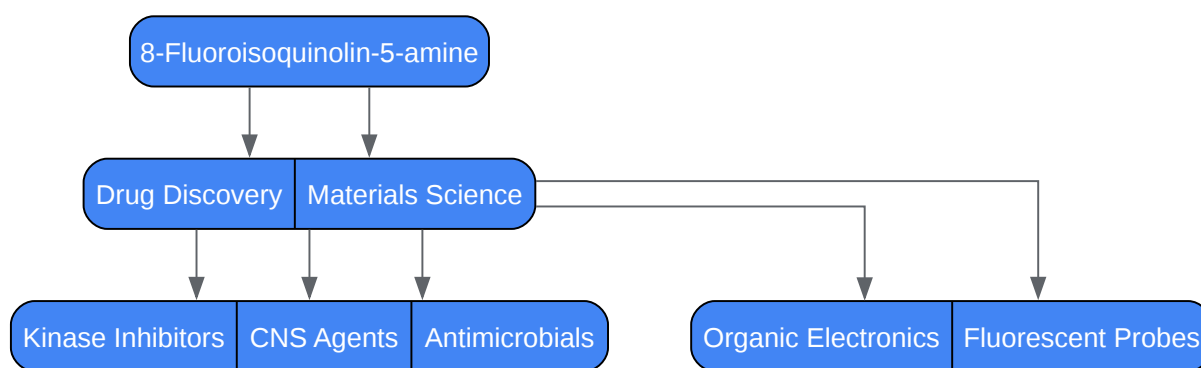 8-Fluoroisoquinolin-5-amine
Drug Discovery Materials Science
Kinase Inhibitors CNS Agents Antimicrobials Organic Electronics Fluorescent Probes